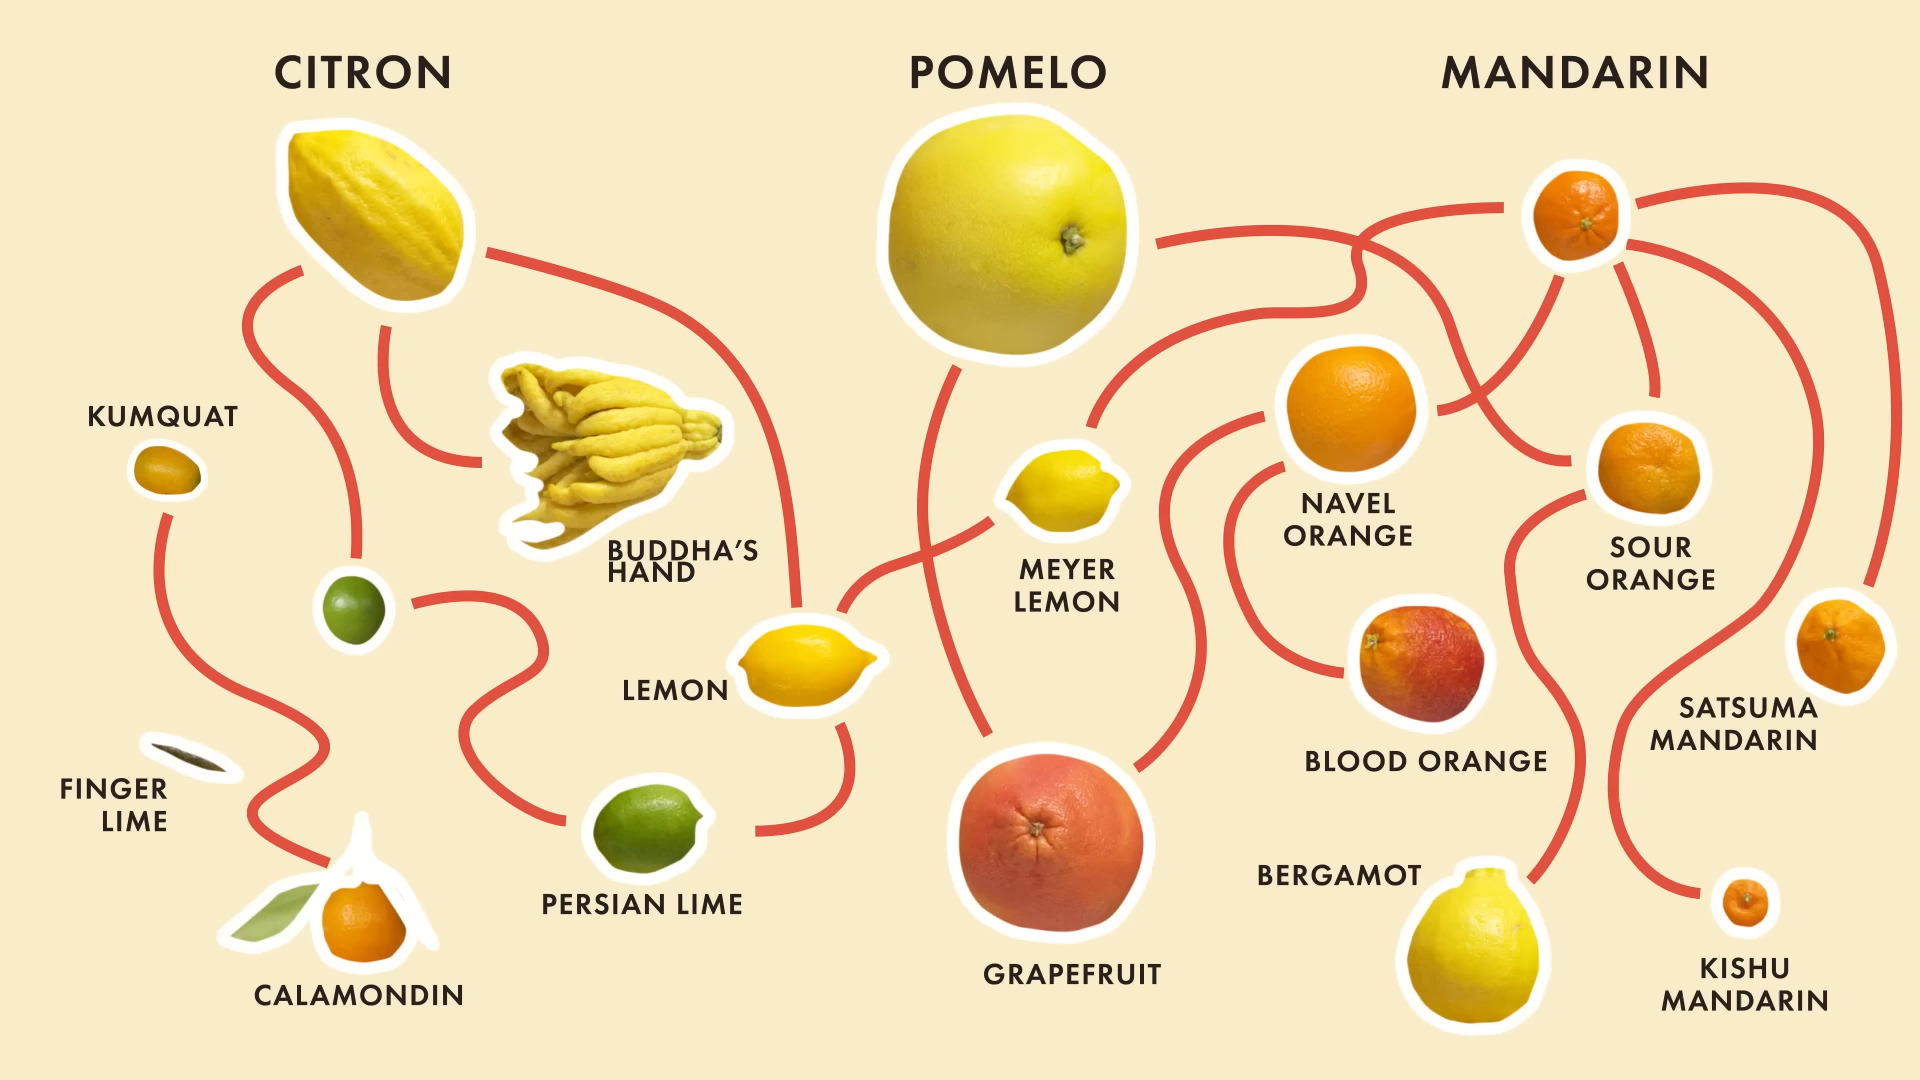 CITRON
POMELO
MANDARIN
KUMQUAT
BUDDHA'S
HAND
NAVEL
ORANGE
SOUR
ORANGE
MEYER
LEMON
LEMON
SATSUMA
MANDARIN
BLOOD ORANGE
FINGER
LIME
PERSIAN LIME
BERGAMOT
GRAPEFRUIT
KISHU
MANDARIN
CALAMONDIN